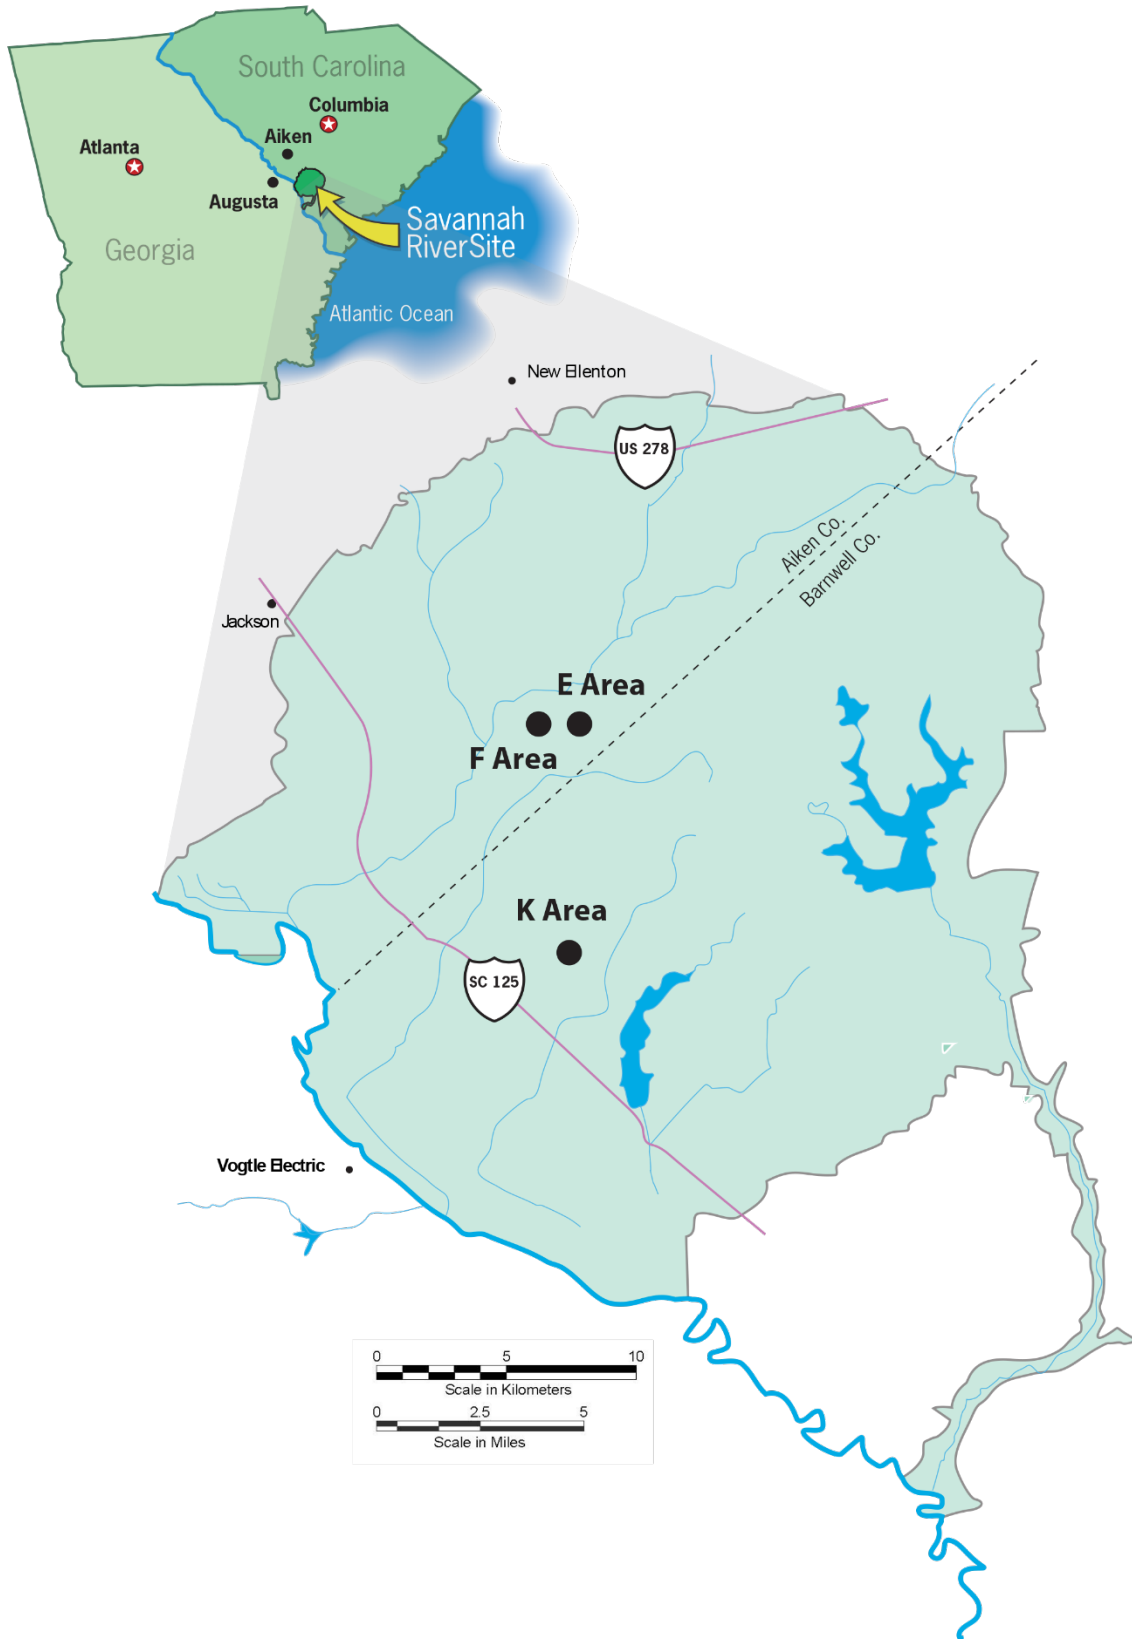 South Carolina
Columbia
Aiken
Atlanta
Augusta
Savannah
RiverSite
Georgia
Atlantic Ocean
New Ellenton
US 278
Aiken Co.
Barnwell Co.
Jackson
E Area
F Area
K Area
SC 125
Vogtle Electric
0 5 10
Scale in Kilometers
0 2.5 5
Scale in Miles